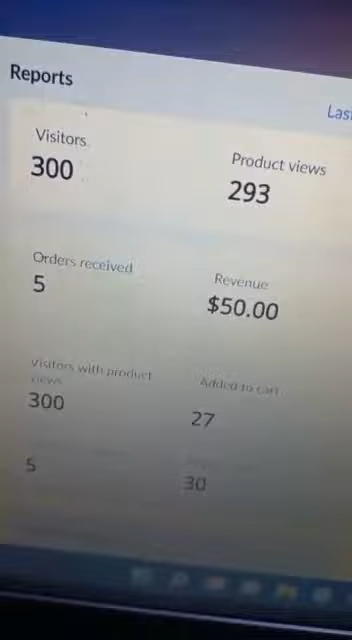 Reports
Visitors
300
Product views
293
Orders received
5
Revenue
$50.00
Visitors with product
views
300
Added to cart
27
5
30